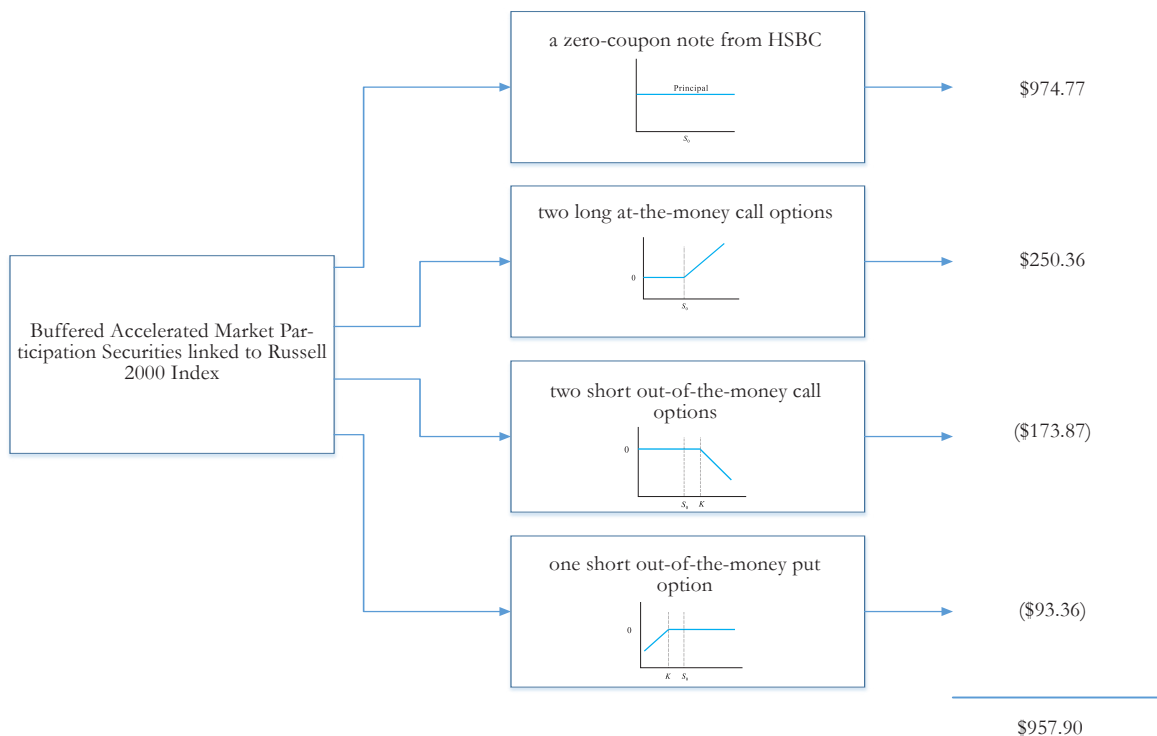 a zero-coupon note from HSBC
Principal
S₀
$974.77
two long at-the-money call options
0
S₀
$250.36
Buffered Accelerated Market Par-
ticipation Securities linked to Russell
2000 Index
two short out-of-the-money call
options
0
S₀ K
($173.87)
one short out-of-the-money put
option
0
K S₀
($93.36)
$957.90